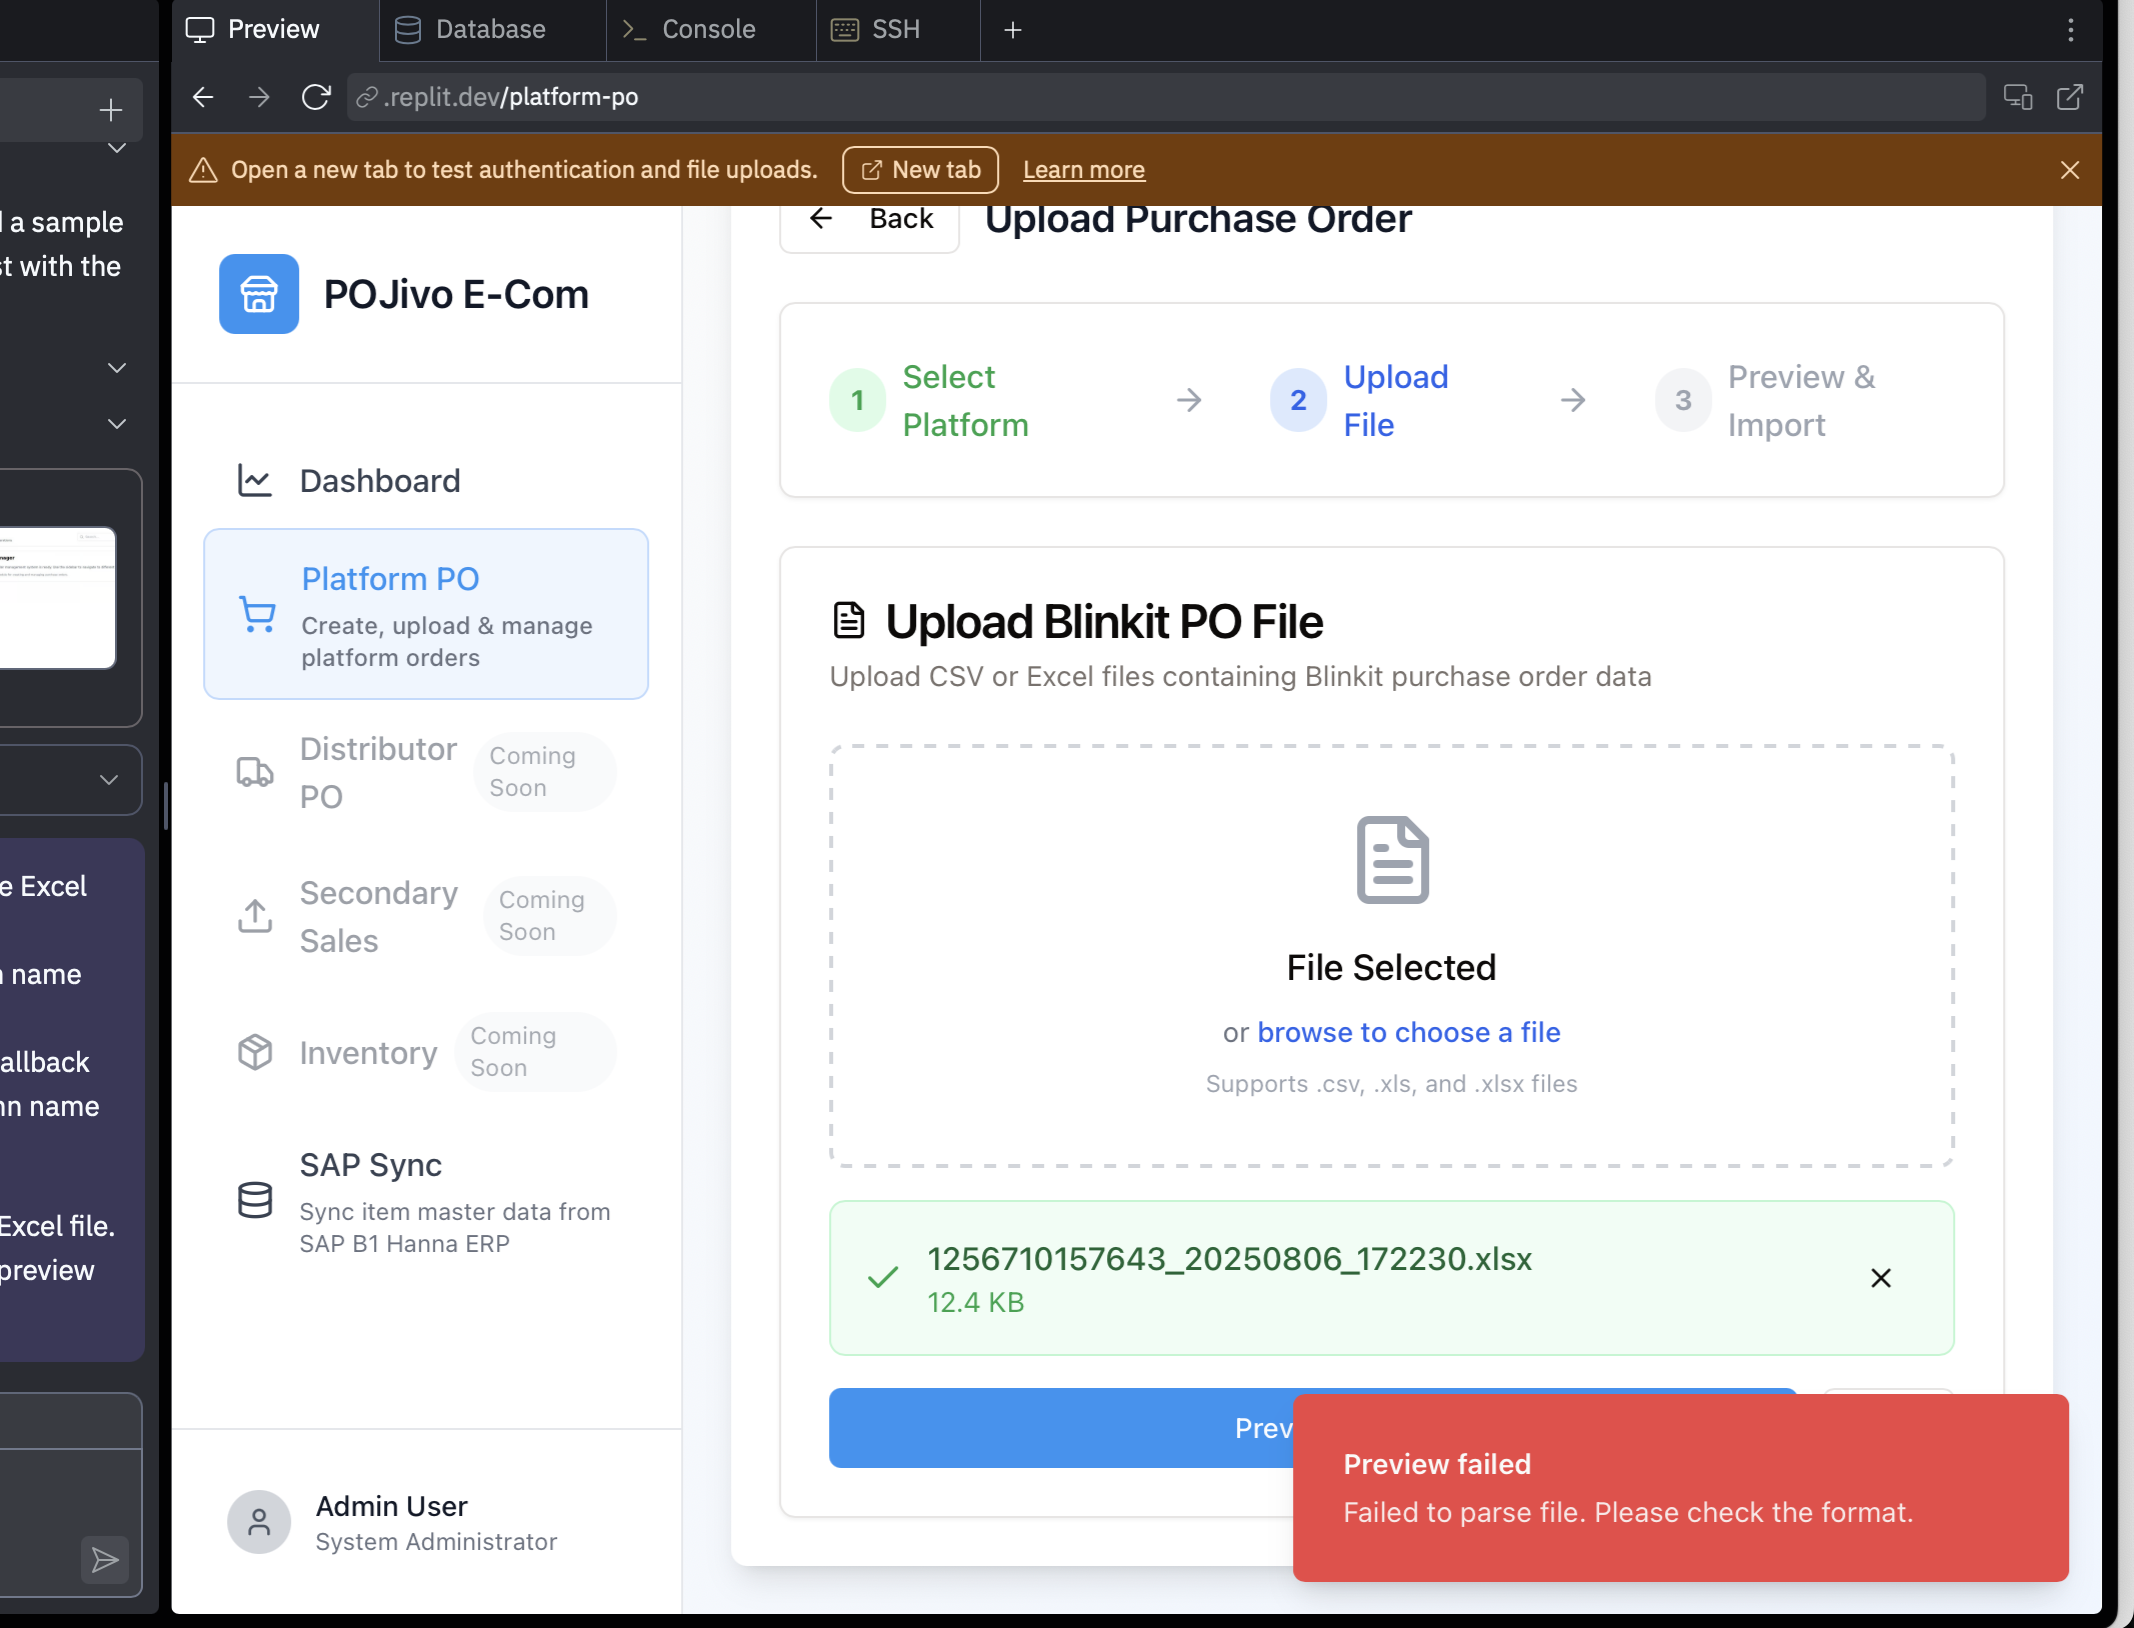 Preview
Database
Console
SSH
.replit.dev/platform-po
Open a new tab to test authentication and file uploads.
New tab
Learn more
a sample
with the
Excel
name
name
Excel file.
preview
POJivo E-Com
Dashboard
Platform PO
Create, upload & manage
platform orders
Distributor
PO
Coming
Soon
Secondary
Sales
Coming
Soon
Inventory
Coming
Soon
SAP Sync
Sync item master data from
SAP B1 Hanna ERP
Admin User
System Administrator
Back
Upload Purchase Order
1
Select
Platform
2
Upload
File
3
Preview &
Import
Upload Blinkit PO File
Upload CSV or Excel files containing Blinkit purchase order data
File Selected
or browse to choose a file
Supports .csv, .xls, and .xlsx files
1256710157643_20250806_172230.xlsx
12.4 KB
Prev
Preview failed
Failed to parse file. Please check the format.